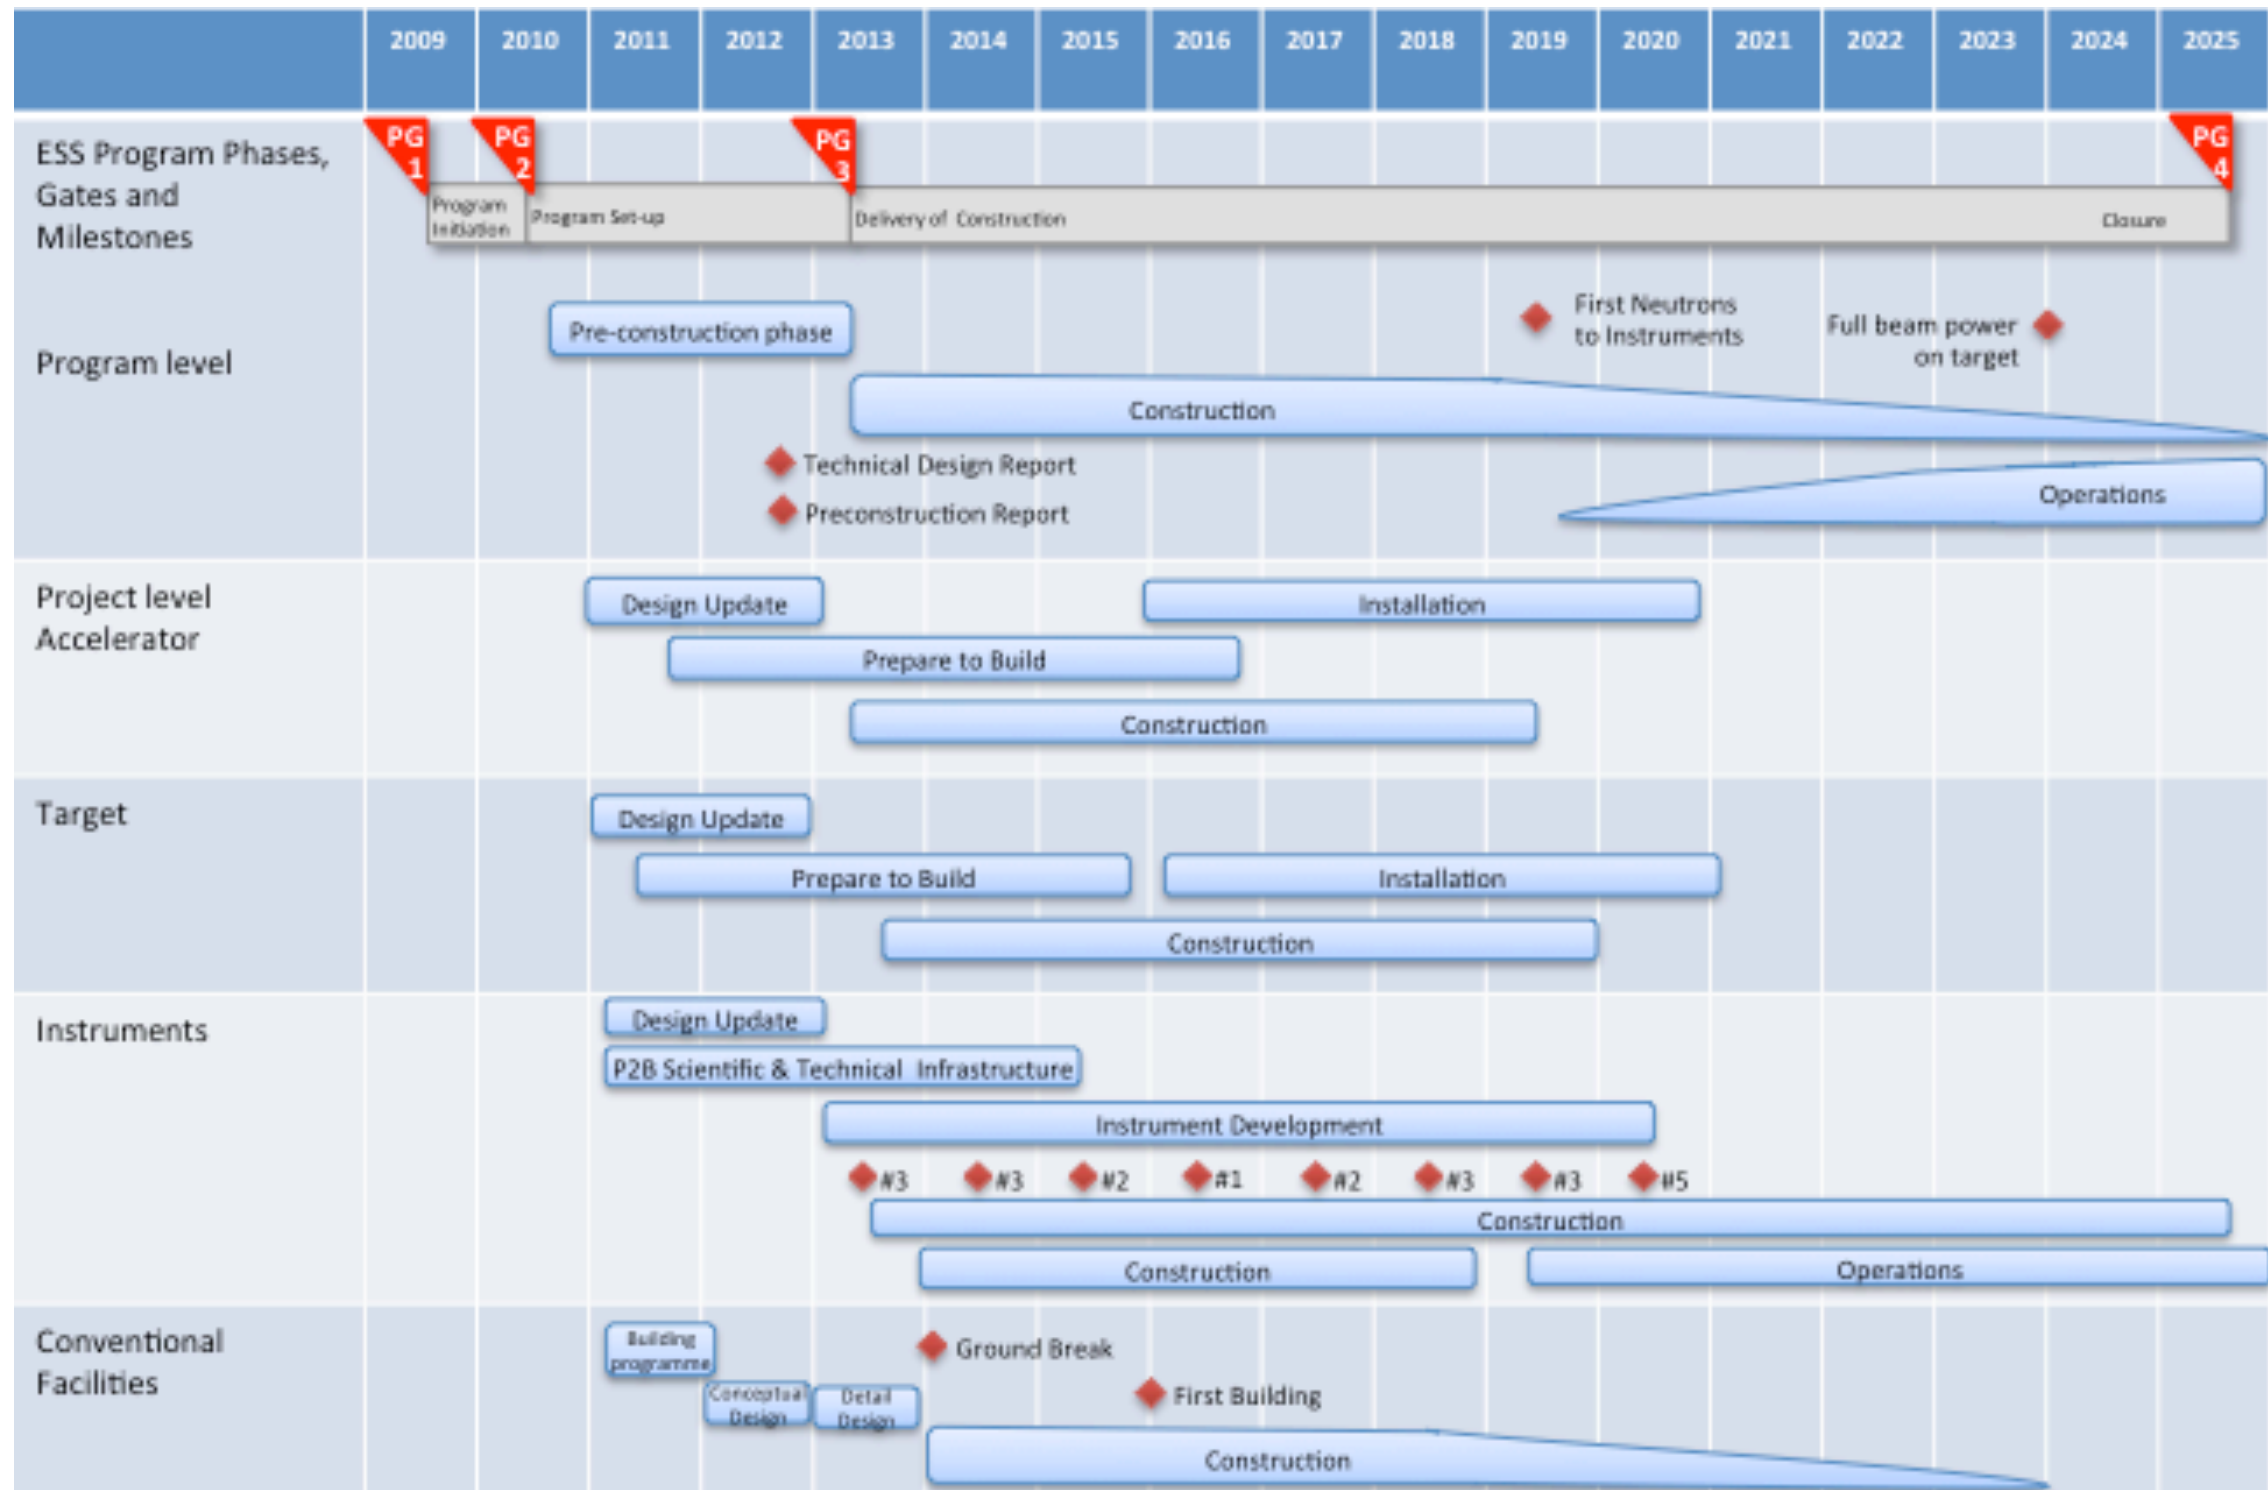 2009 2010 2011 2012 2013 2014 2015 2016 2017 2018 2019 2020 2021 2022 2023 2024 2025
ESS Program Phases,
Gates and
Milestones
PG
1
PG
2
PG
3
PG
4
Program
Initiation
Program Set-up
Delivery of Construction
Closure
Program level
Pre-construction phase
First Neutrons
to Instruments
Full beam power
on target
Construction
Technical Design Report
Preconstruction Report
Operations
Project level
Accelerator
Design Update
Installation
Prepare to Build
Construction
Target
Design Update
Prepare to Build
Installation
Construction
Instruments
Design Update
P2B Scientific & Technical Infrastructure
Instrument Development
#3 #3 #2 #1 #2 #3 #3 #5
Construction
Construction
Operations
Conventional
Facilities
Building
programme
Ground Break
Conceptual
Design
Detail
Design
First Building
Construction